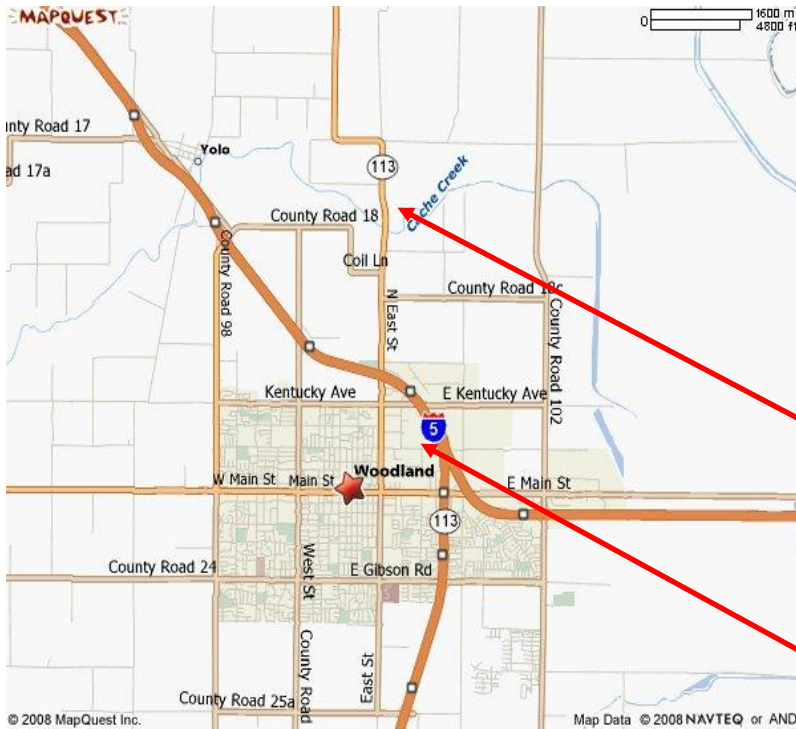 MAPQUEST
0 1600 m
4800 ft
County Road 17
Yolo
113
Cache Creek
County Road 18
Coil Ln
County Road 98
N East St
County Road 18c
County Road 102
Kentucky Ave
E Kentucky Ave
5
Woodland
W Main St
Main St
E Main St
113
County Road 24
E Gibson Rd
West St
County Road
East St
County Road 25a
© 2008 MapQuest Inc.
Map Data © 2008 NAVTEQ or AND